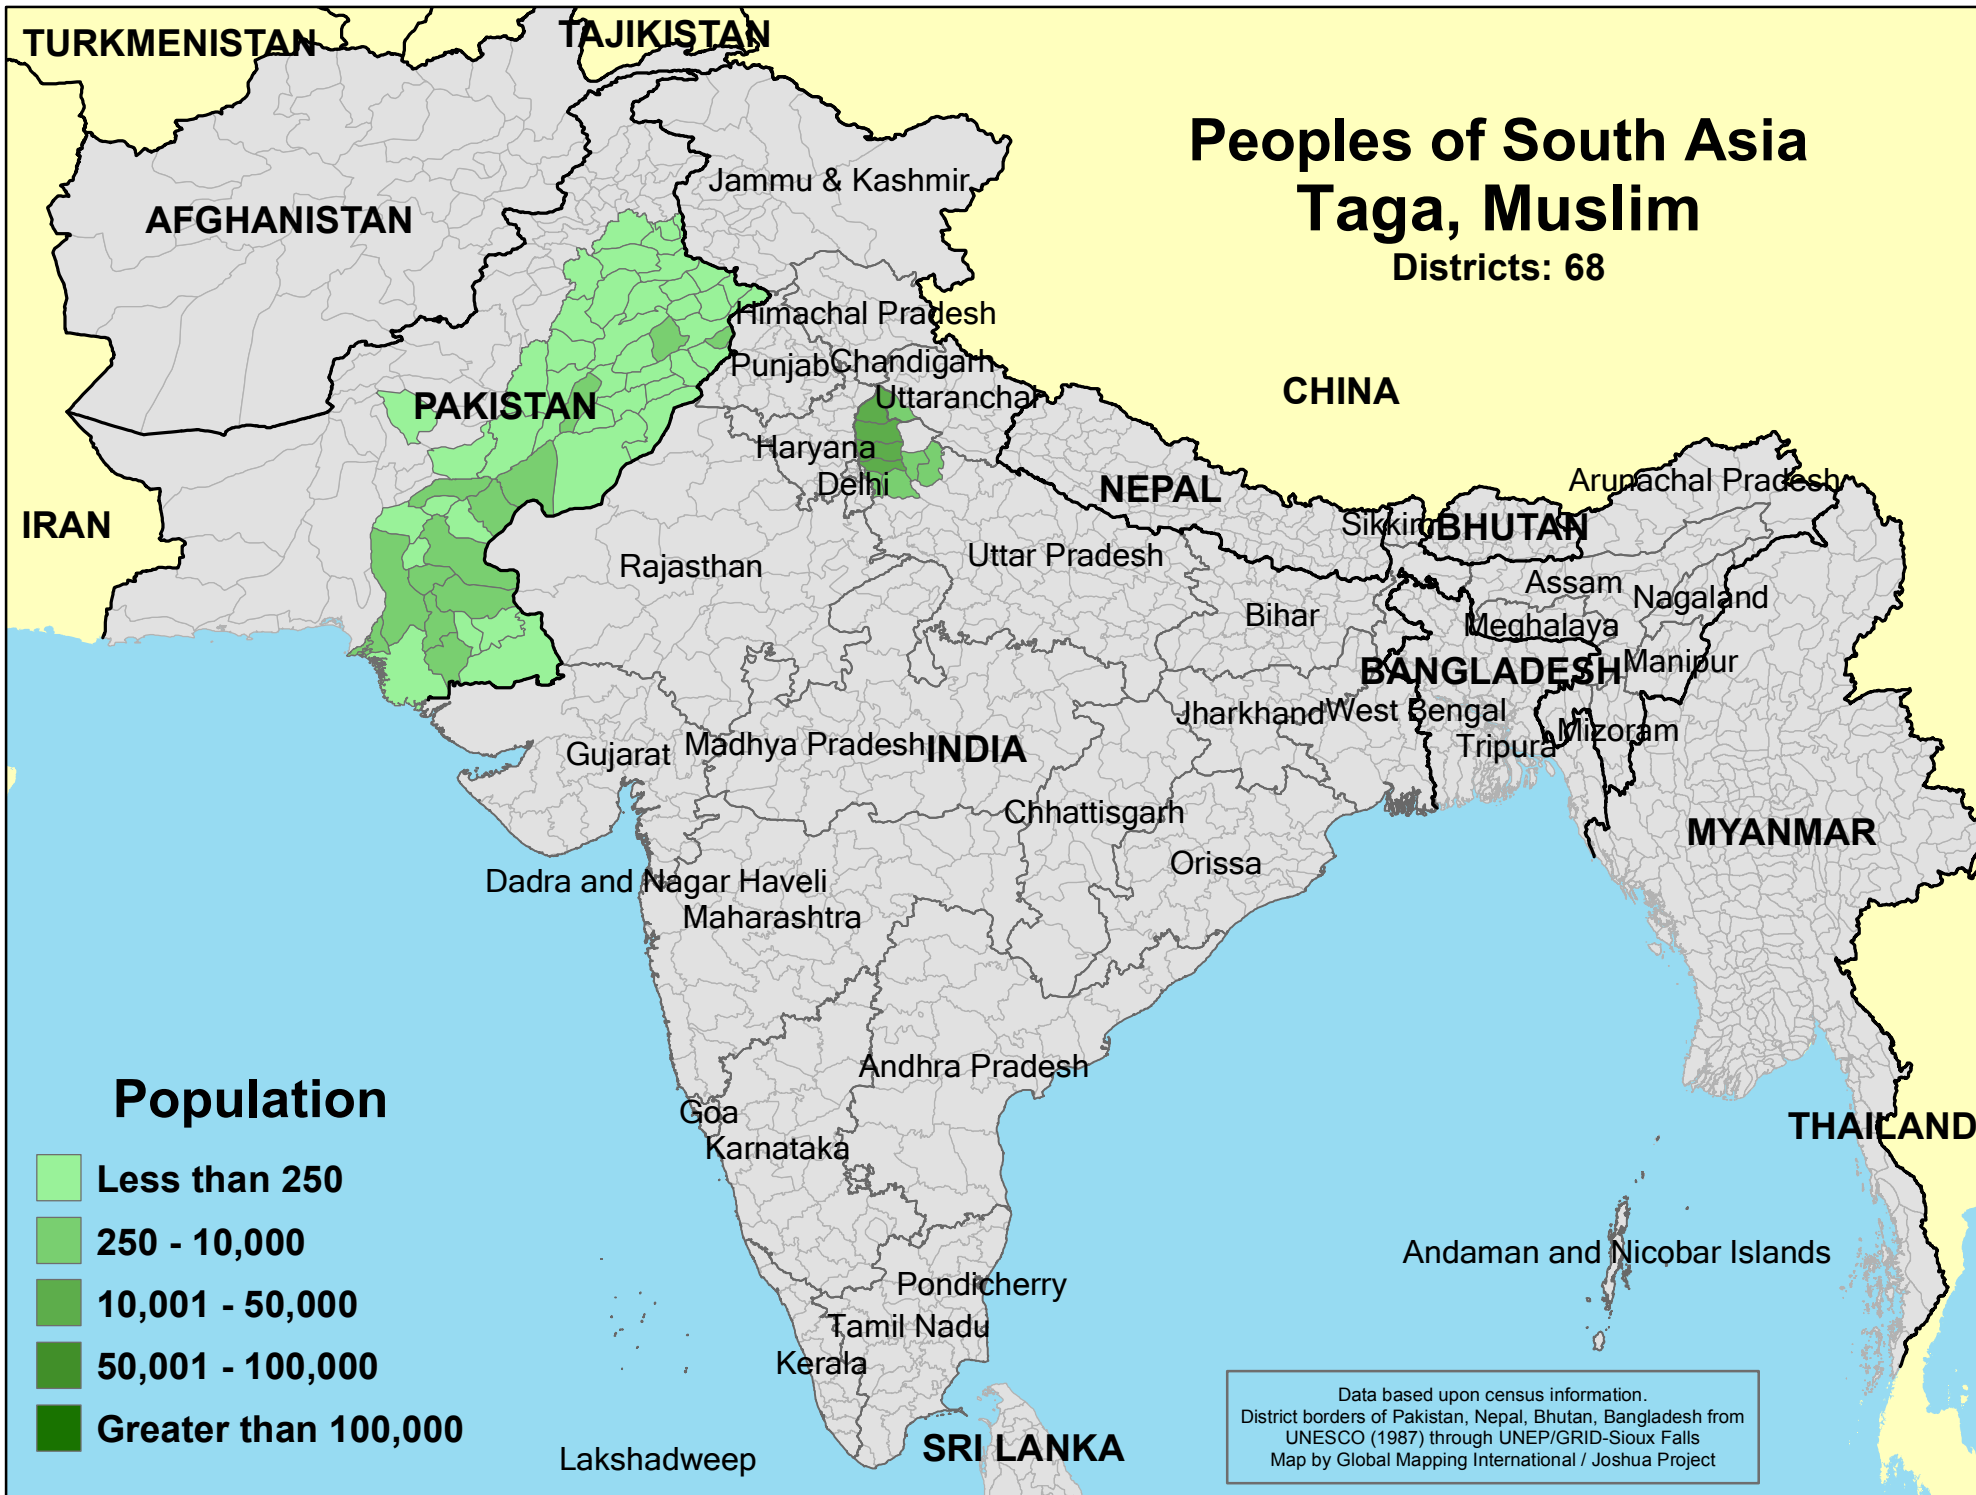 TURKMENISTAN
TAJIKISTAN
Peoples of South Asia
Taga, Muslim
Districts: 68
Jammu & Kashmir
AFGHANISTAN
Himachal Pradesh
Punjab
Chandigarh
CHINA
Uttaranchal
PAKISTAN
Haryana
Delhi
NEPAL
Arunachal Pradesh
IRAN
Sikkim
BHUTAN
Rajasthan
Uttar Pradesh
Assam
Nagaland
Bihar
Meghalaya
BANGLADESH
Manipur
Jharkhand
West Bengal
Gujarat
Madhya Pradesh
INDIA
Tripura
Mizoram
Chhattisgarh
MYANMAR
Orissa
Dadra and Nagar Haveli
Maharashtra
Andhra Pradesh
Goa
Karnataka
THAILAND
Population
Less than 250
250 - 10,000
10,001 - 50,000
50,001 - 100,000
Greater than 100,000
Andaman and Nicobar Islands
Pondicherry
Tamil Nadu
Kerala
Lakshadweep
SRI LANKA
Data based upon census information.
District borders of Pakistan, Nepal, Bhutan, Bangladesh from
UNESCO (1987) through UNEP/GRID-Sioux Falls
Map by Global Mapping International / Joshua Project